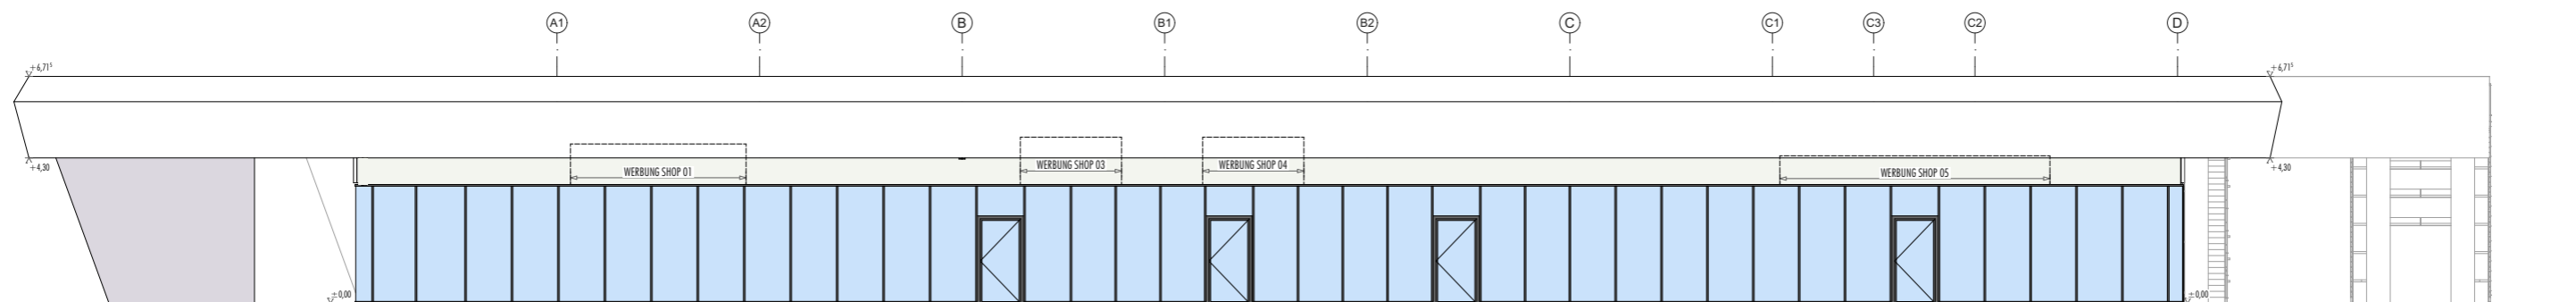 A1 A2 B B1 B2 C C1 C3 C2 D
+6,71⁵ +6,71⁵
WERBUNG SHOP 01 WERBUNG SHOP 03 WERBUNG SHOP 04 WERBUNG SHOP 05
+4,30 +4,30
±0,00 ±0,00